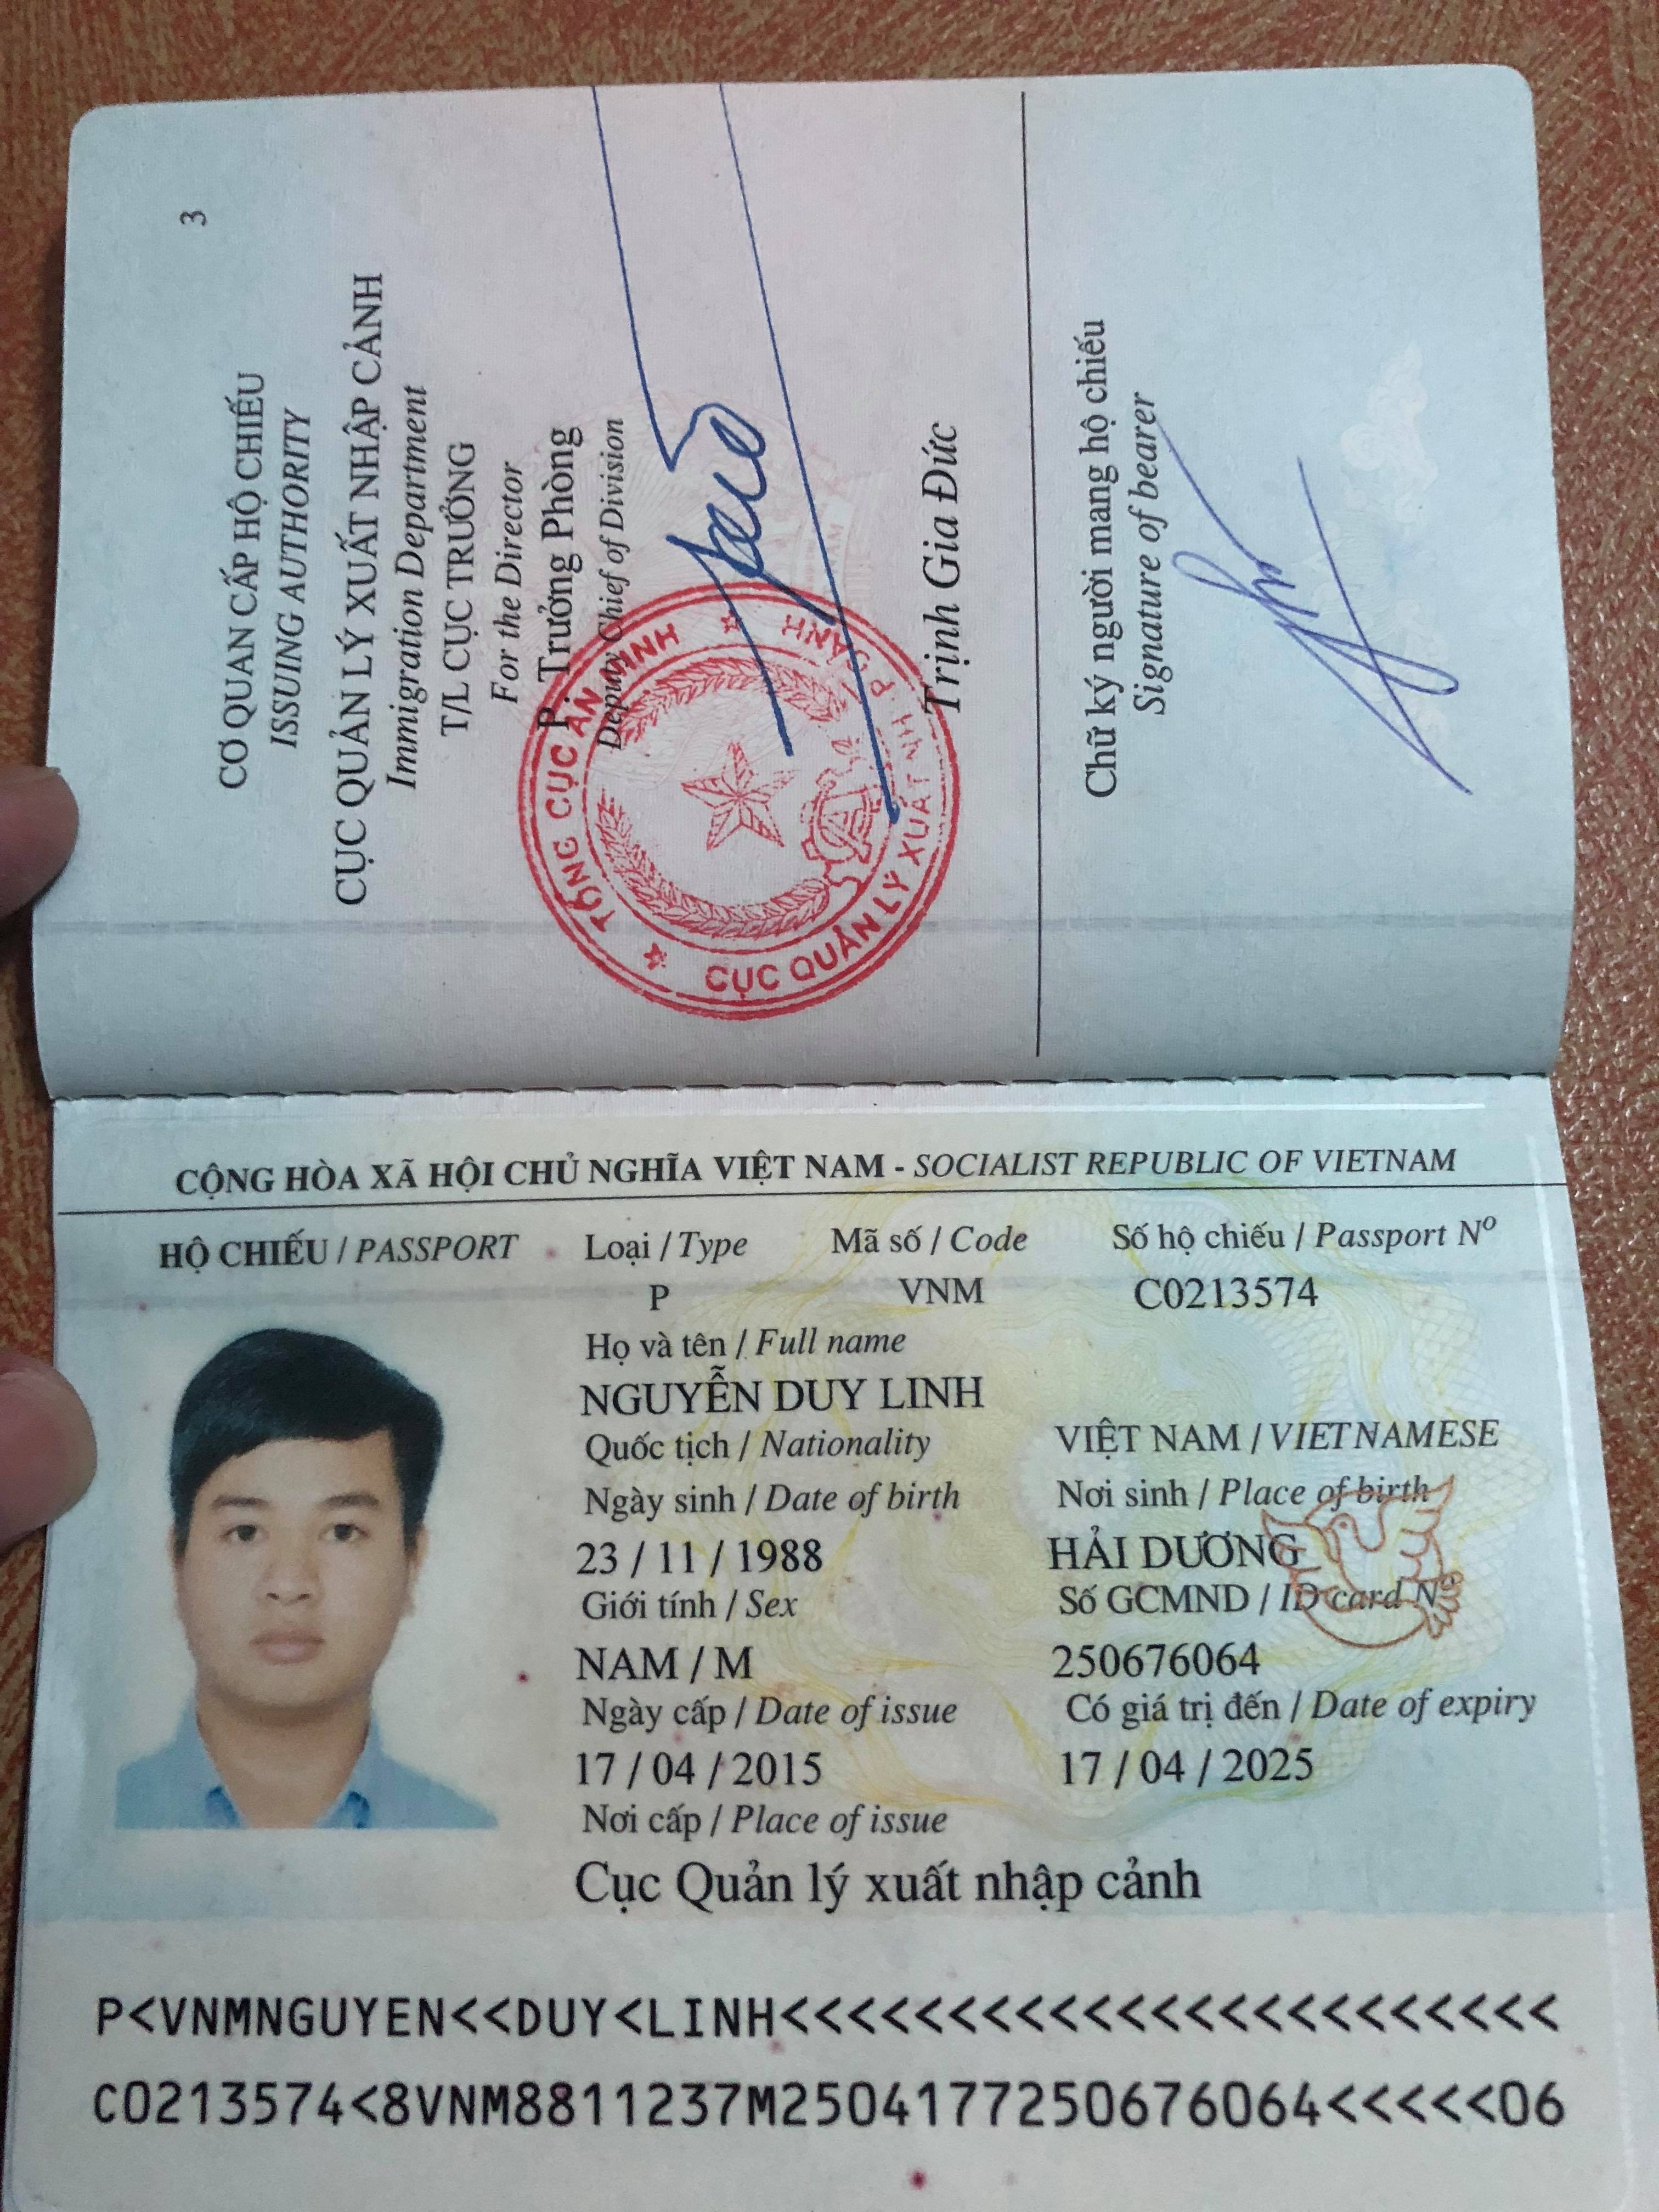 3
CƠ QUAN CẤP HỘ CHIẾU
ISSUING AUTHORITY
CỤC QUẢN LÝ XUẤT NHẬP CẢNH
Immigration Department
T/L CỤC TRƯỞNG
For the Director
P. Trưởng Phòng
Deputy Chief of Division
TỔNG CỤC AN NINH
CỤC QUẢN LÝ XUẤT NH P CẢNH
Trịnh Gia Đức
Chữ ký người mang hộ chiếu
Signature of bearer
CỘNG HÒA XÃ HỘI CHỦ NGHĨA VIỆT NAM - SOCIALIST REPUBLIC OF VIETNAM
HỘ CHIẾU / PASSPORT Loại / Type Mã số / Code Số hộ chiếu / Passport Nº
P VNM C0213574
Họ và tên / Full name
NGUYỄN DUY LINH
Quốc tịch / Nationality VIỆT NAM / VIETNAMESE
Ngày sinh / Date of birth Nơi sinh / Place of birth
23 / 11 / 1988 HẢI DƯƠNG
Giới tính / Sex Số GCMND / ID card Nº
NAM / M 250676064
Ngày cấp / Date of issue Có giá trị đến / Date of expiry
17 / 04 / 2015 17 / 04 / 2025
Nơi cấp / Place of issue
Cục Quản lý xuất nhập cảnh
P<VNMNGUYEN<<DUY<LINH<<<<<<<<<<<<<<<<<<<<<<<
C0213574<8VNM8811237M2504177250676064<<<<<06